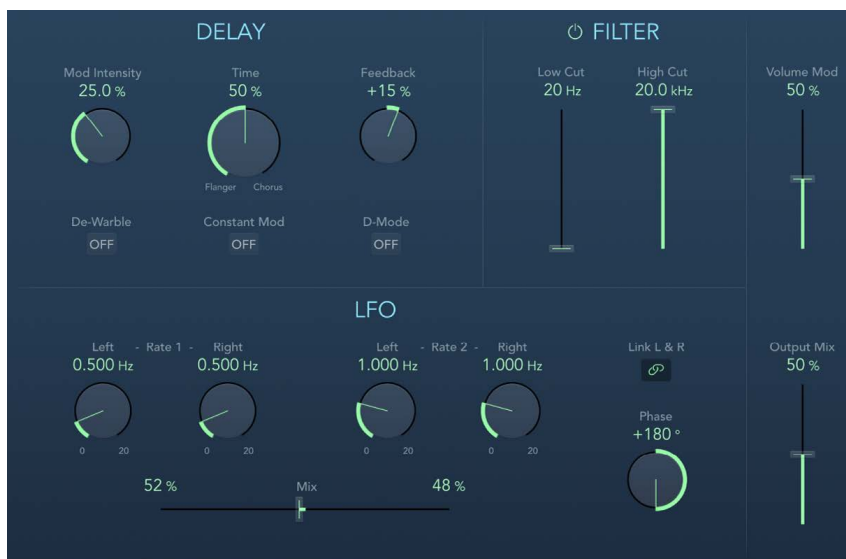 DELAY
FILTER
Mod Intensity
25.0 %
Time
50 %
Feedback
+15 %
Low Cut
20 Hz
High Cut
20.0 kHz
Volume Mod
50 %
Flanger Chorus
De-Warble
OFF
Constant Mod
OFF
D-Mode
OFF
LFO
Left - Rate 1 - Right
0.500 Hz 0.500 Hz
0 20 0 20
Left - Rate 2 - Right
1.000 Hz 1.000 Hz
0 20 0 20
Link L & R
Phase
+180 °
Output Mix
50 %
52 % Mix 48 %